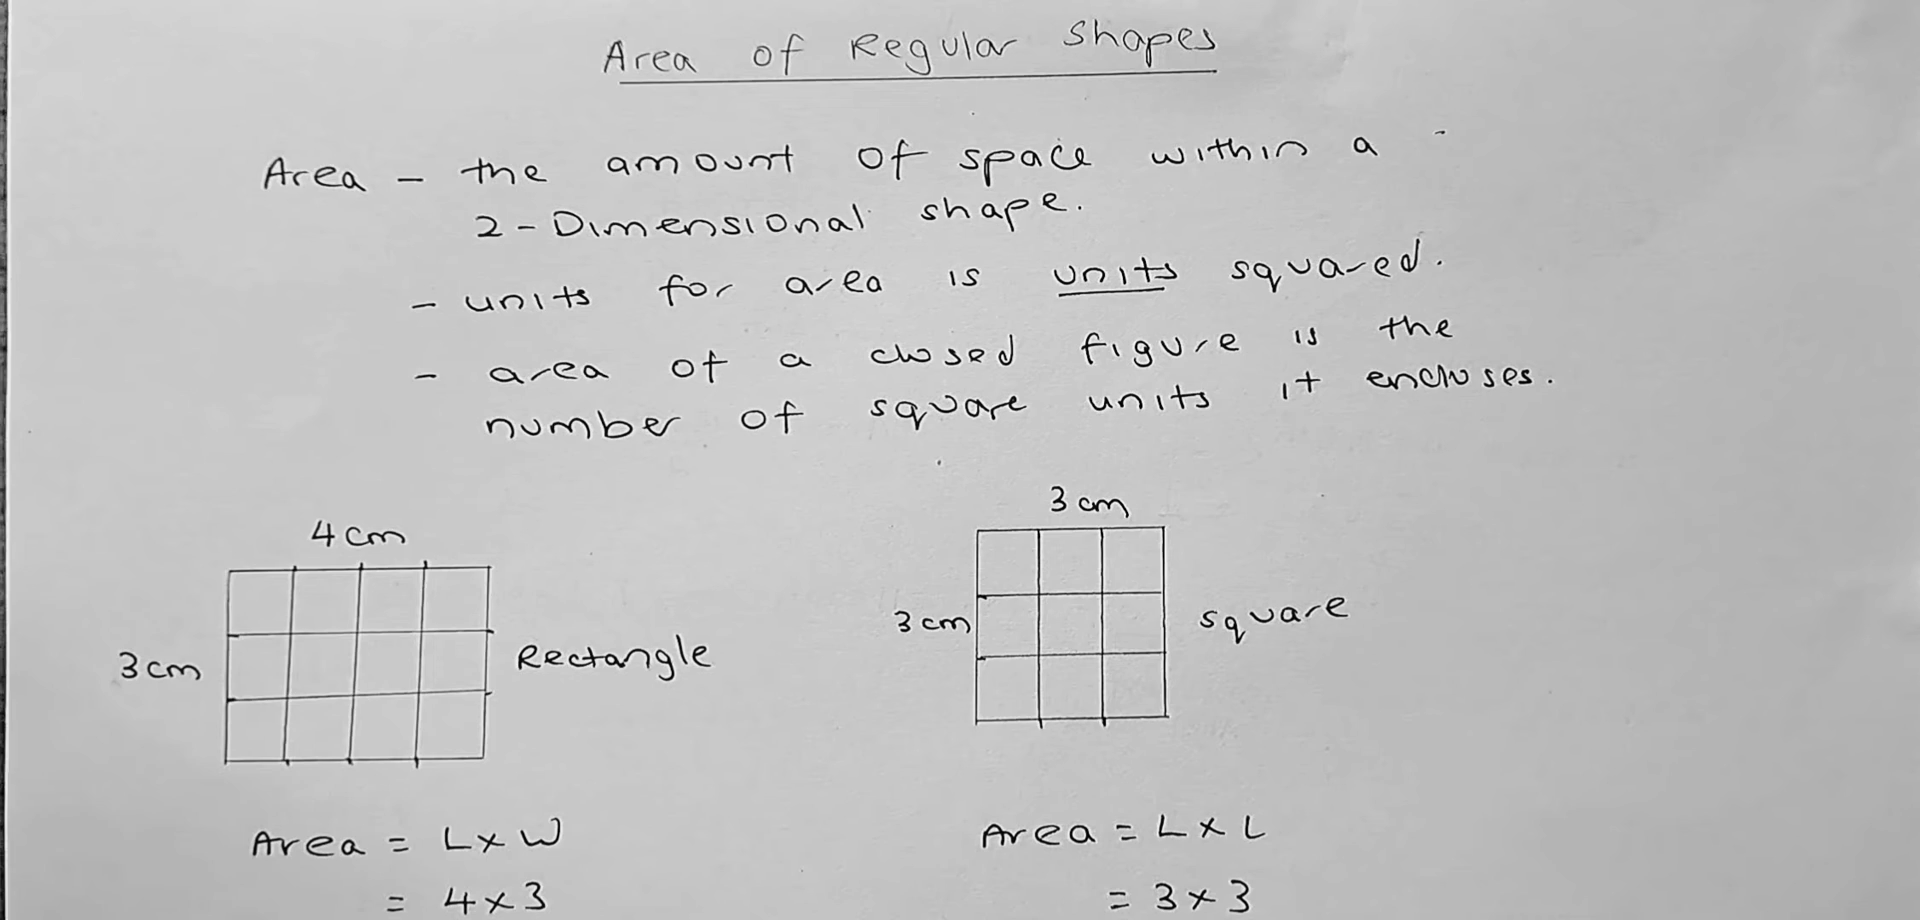 Area of Regular Shapes
Area - the amount of space within a
2-Dimensional shape.
- units for area is units squared.
- area of a closed figure is the
number of square units it encloses.
4 cm
3 cm
Rectangle
Area = L x W
= 4 x 3
3 cm
3 cm
square
Area = L x L
= 3 x 3